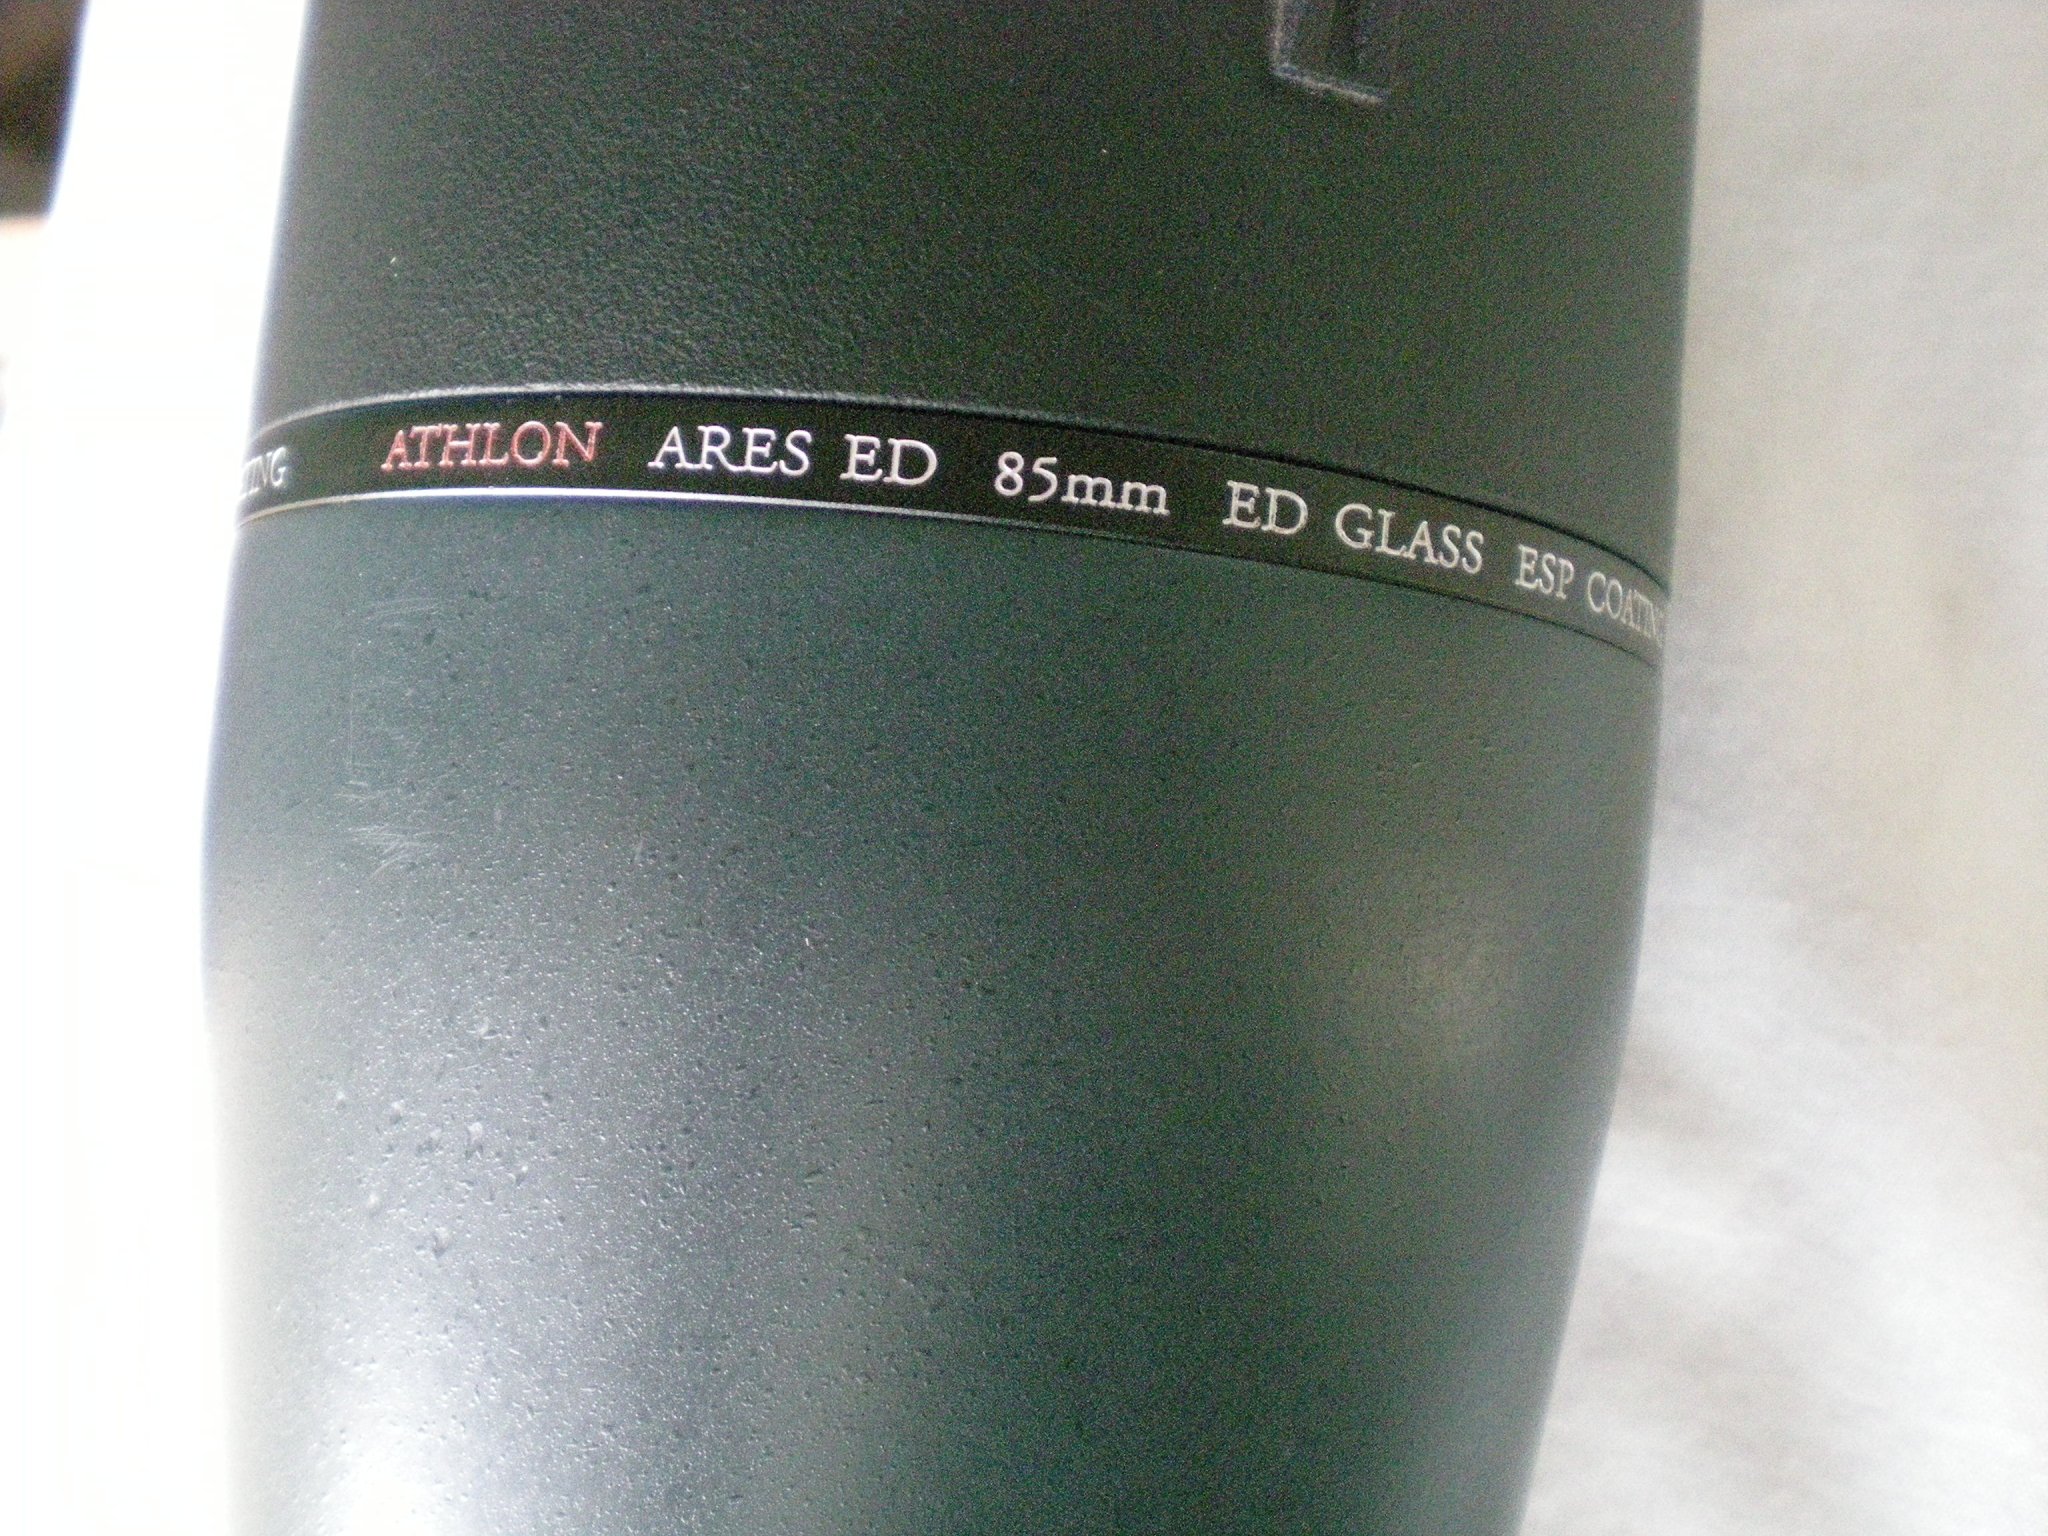 ATHLON ARES ED 85mm ED GLASS ESP